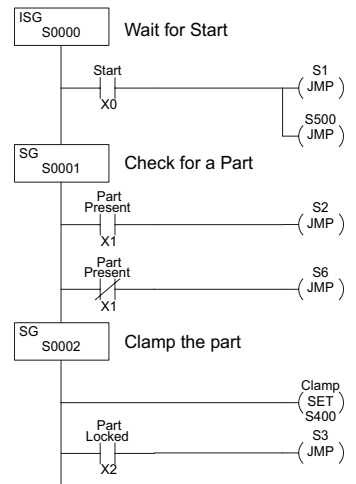 ISG
S0000
Wait for Start
Start
X0
S1
JMP
S500
JMP
SG
S0001
Check for a Part
Part
Present
X1
S2
JMP
Part
Present
X1
S6
JMP
SG
S0002
Clamp the part
Clamp
SET
S400
Part
Locked
X2
S3
JMP